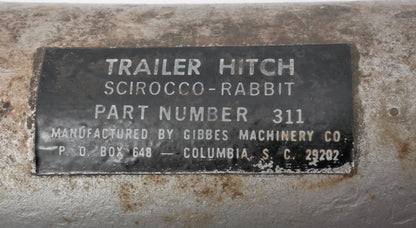 TRAILER HITCH
SCIROCCO-RABBIT
PART NUMBER 311
MANUFACTURED BY GIBBES MACHINERY CO
P. O. BOX 648 — COLUMBIA, S. C. 29202